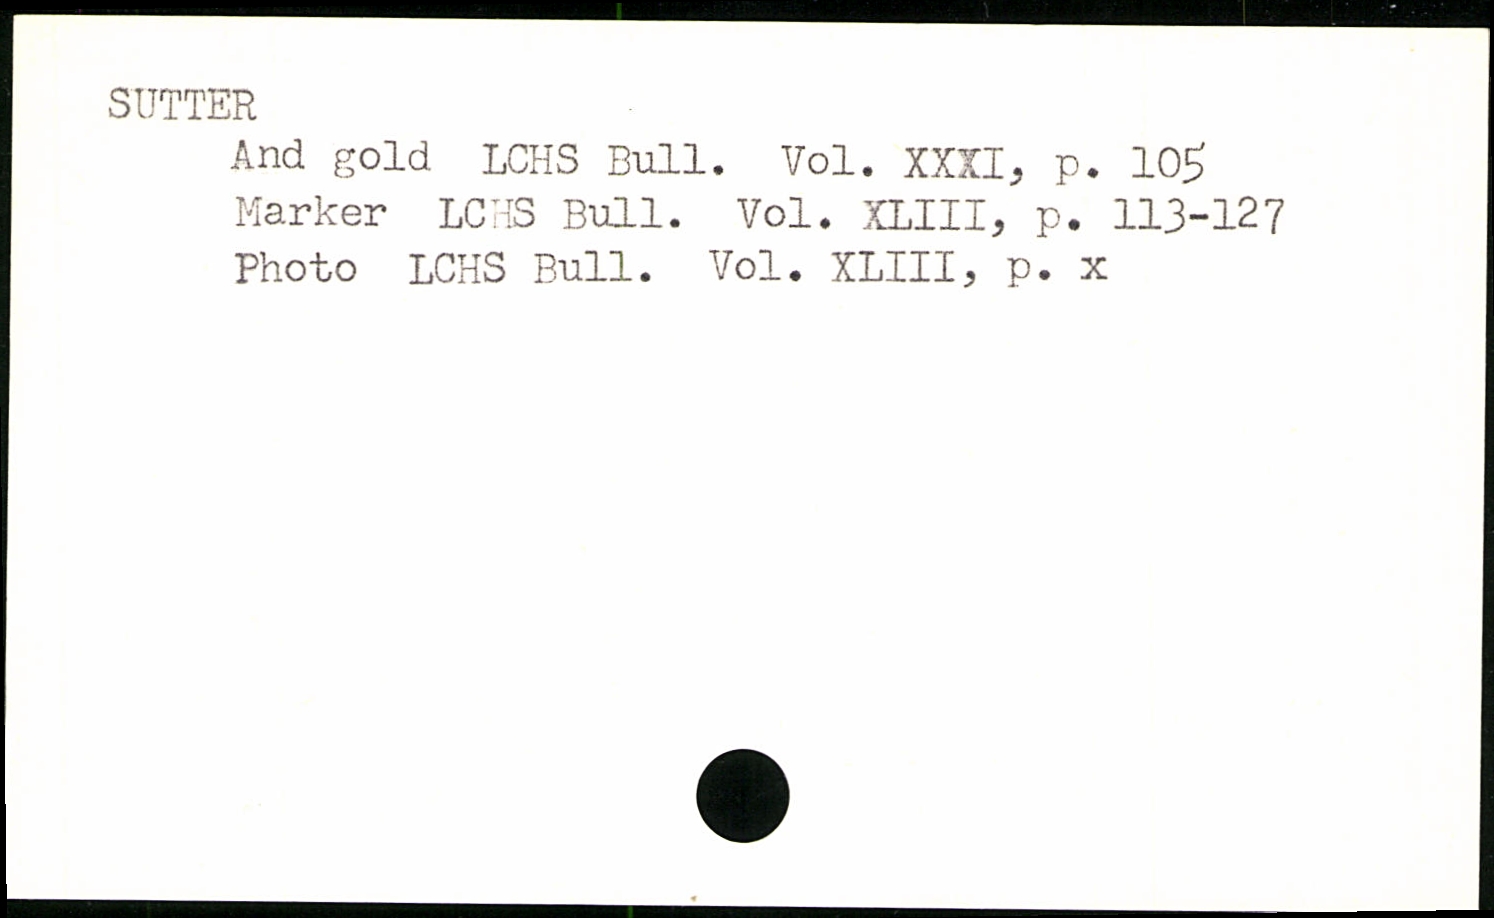 SUTTER
And gold LCHS Bull. Vol. XXXI, p. 105
Marker LCHS Bull. Vol. XLIII, p. 113-127
Photo LCHS Bull. Vol. XLIII, p. x